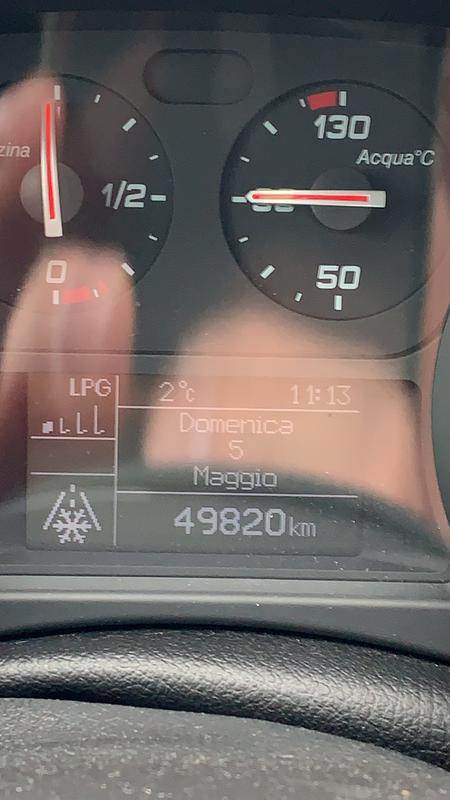 130
zina
Acqua°C
1/2
0
50
LPG
2°c 11:13
Domenica
5
Maggio
49820km